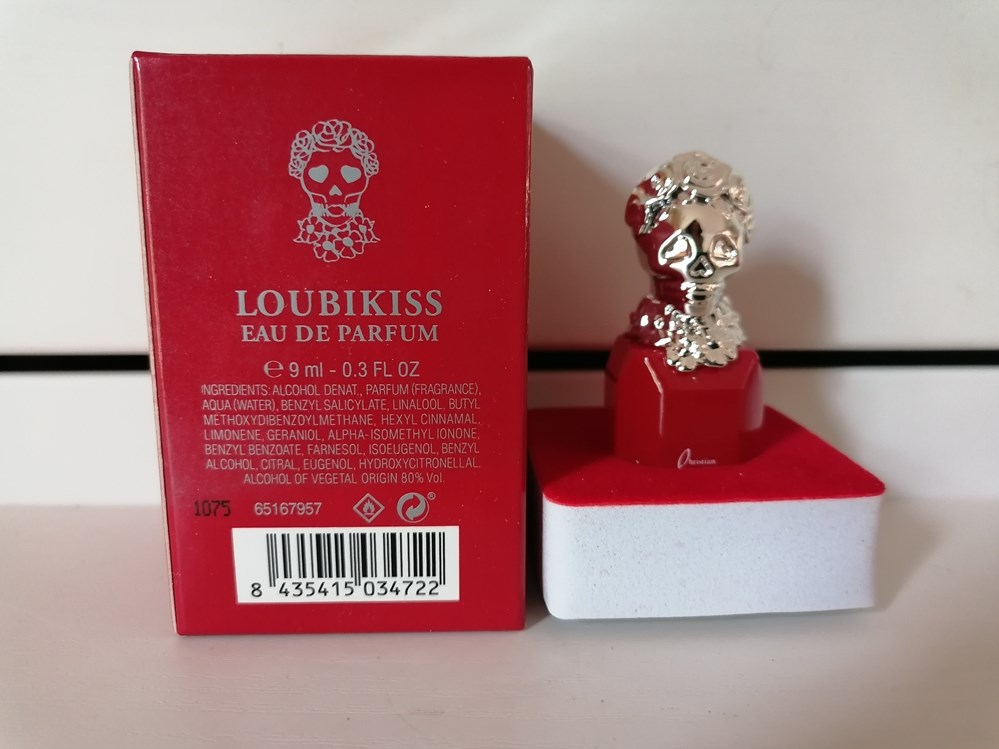 LOUBIKISS
EAU DE PARFUM
℮ 9 ml - 0.3 FL OZ
INGREDIENTS: ALCOHOL DENAT., PARFUM (FRAGRANCE),
AQUA (WATER), BENZYL SALICYLATE, LINALOOL, BUTYL
METHOXYDIBENZOYLMETHANE, HEXYL CINNAMAL,
LIMONENE, GERANIOL, ALPHA-ISOMETHYL IONONE,
BENZYL BENZOATE, FARNESOL, ISOEUGENOL, BENZYL
ALCOHOL, CITRAL, EUGENOL, HYDROXYCITRONELLAL.
ALCOHOL OF VEGETAL ORIGIN 80% Vol.
1075 65167957 ®
8 435415 034722
Christian